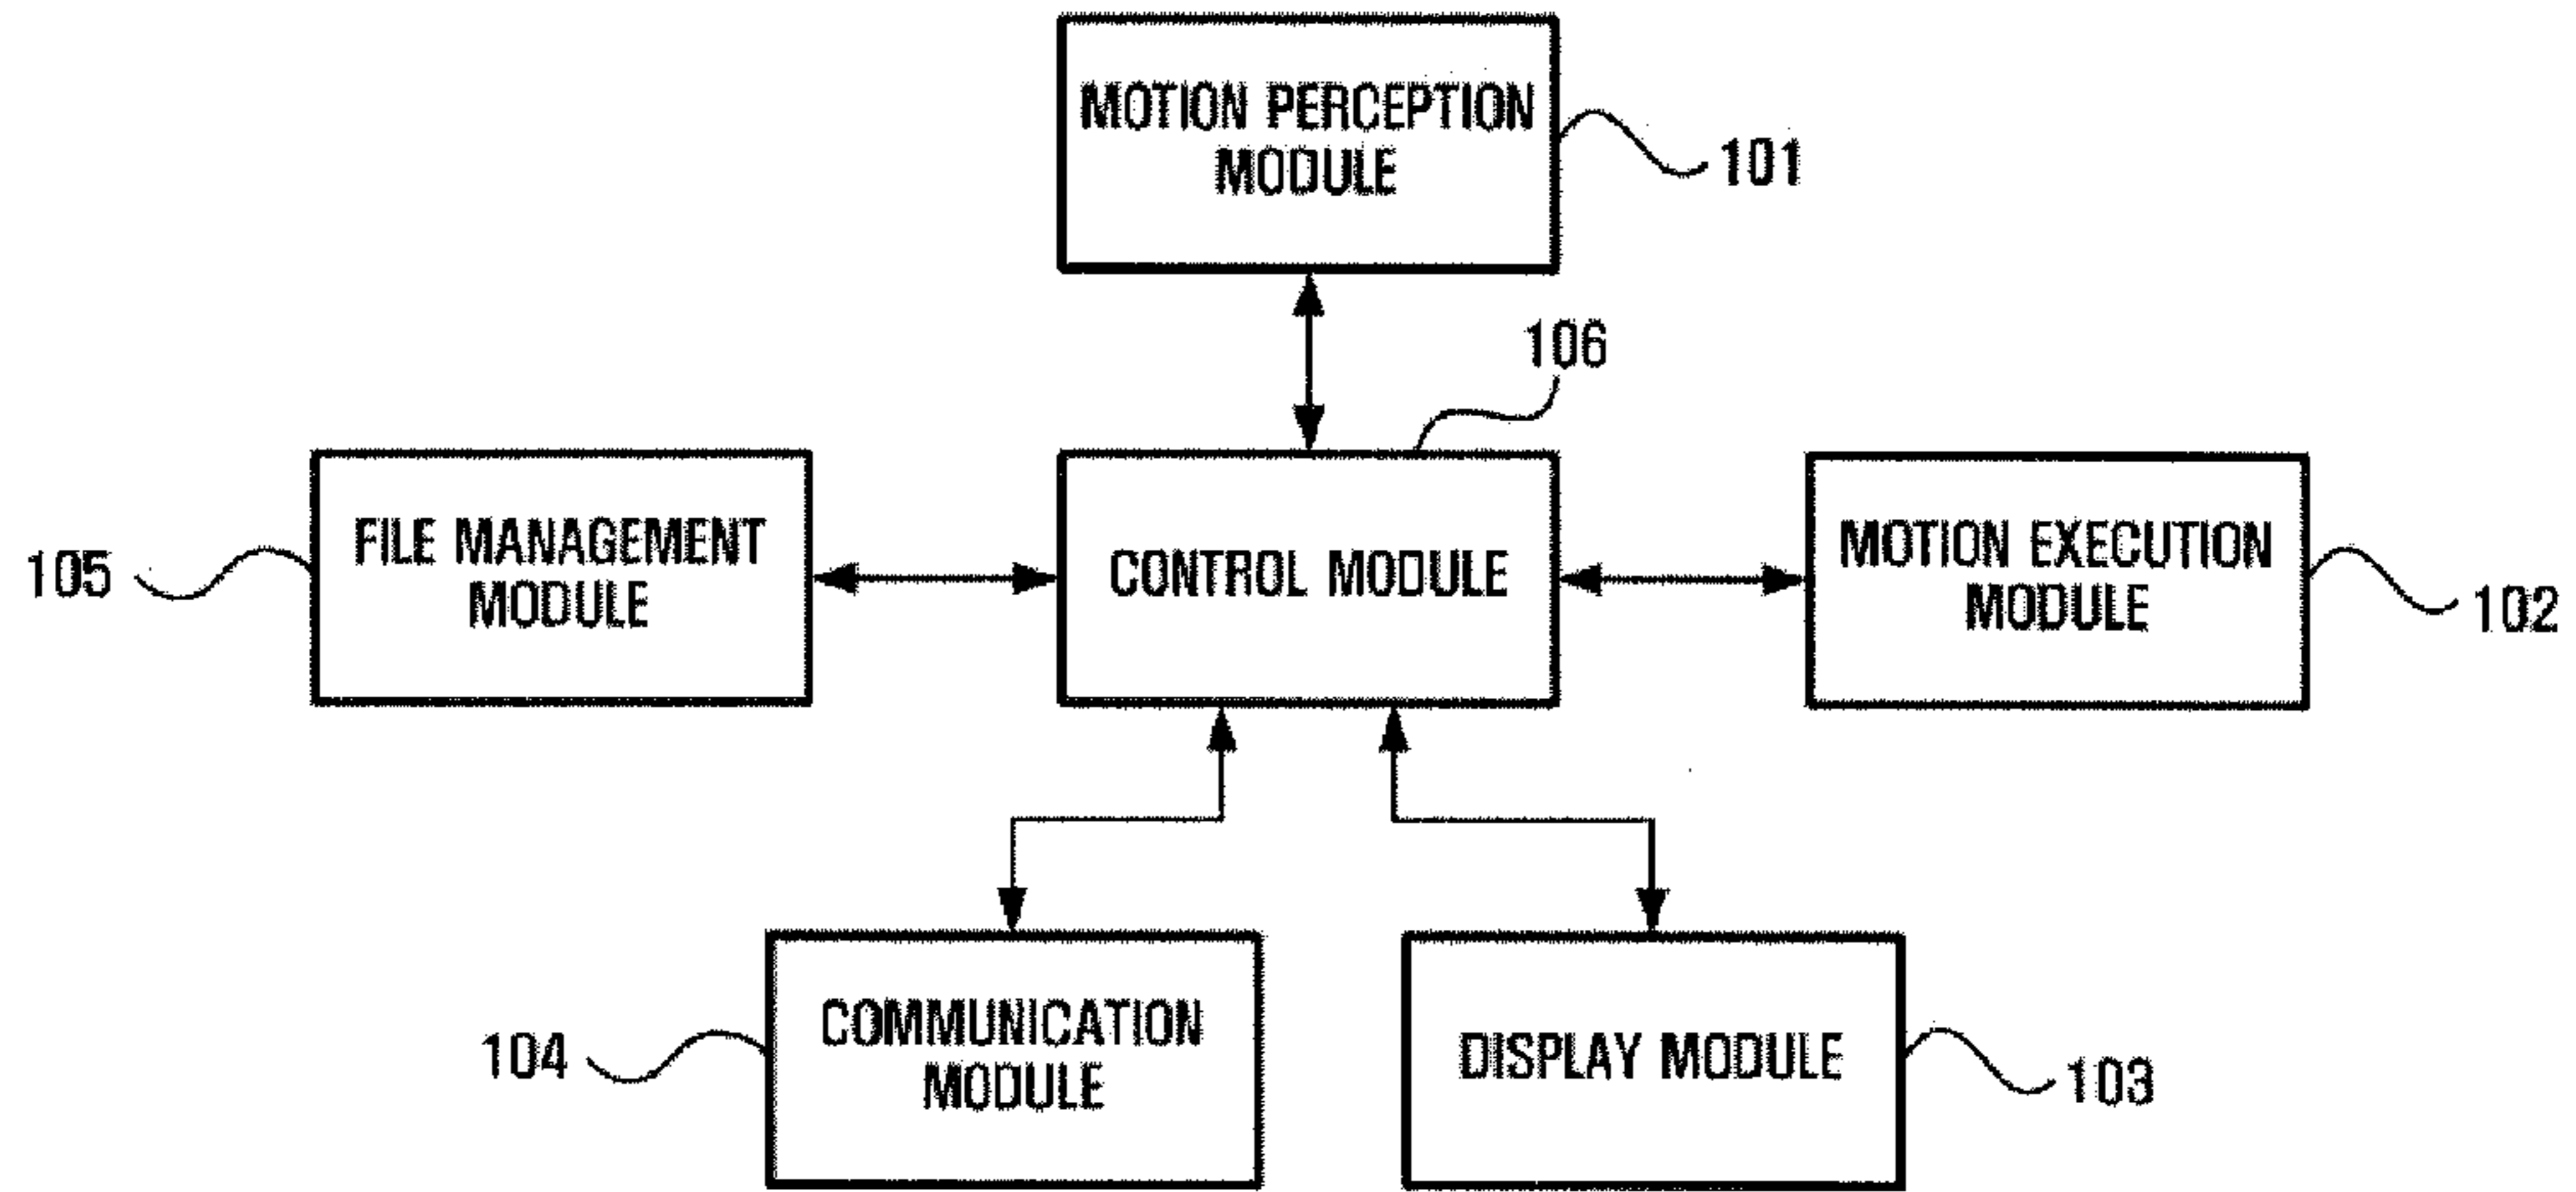 MOTION PERCEPTION
MODULE
101
106
FILE MANAGEMENT
MODULE
105
CONTROL MODULE
MOTION EXECUTION
MODULE
102
COMMUNICATION
MODULE
104
DISPLAY MODULE
103